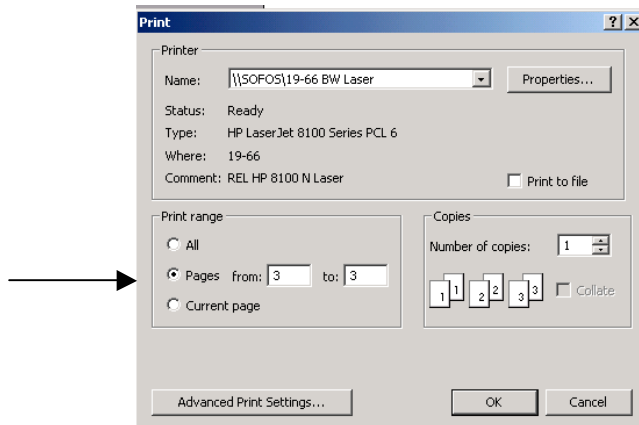 Print
Printer
Name: \\SOFOS\19-66 BW Laser Properties...
Status: Ready
Type: HP LaserJet 8100 Series PCL 6
Where: 19-66
Comment: REL HP 8100 N Laser
Print to file
Print range
All
Pages from: 3 to: 3
Current page
Copies
Number of copies: 1
1 1 2 2 3 3 Collate
Advanced Print Settings... OK Cancel